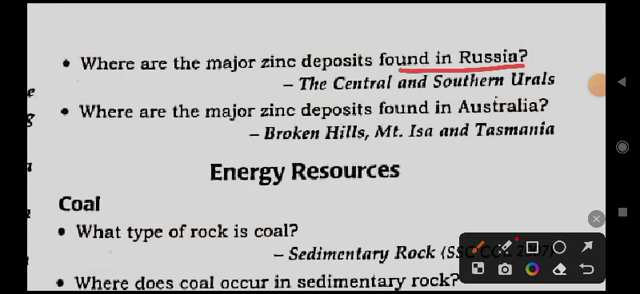 • Where are the major zinc deposits found in Russia?
– The Central and Southern Urals
• Where are the major zinc deposits found in Australia?
– Broken Hills, Mt. Isa and Tasmania
Energy Resources
Coal
• What type of rock is coal?
– Sedimentary Rock (SSC
• Where does coal occur in sedimentary rock?